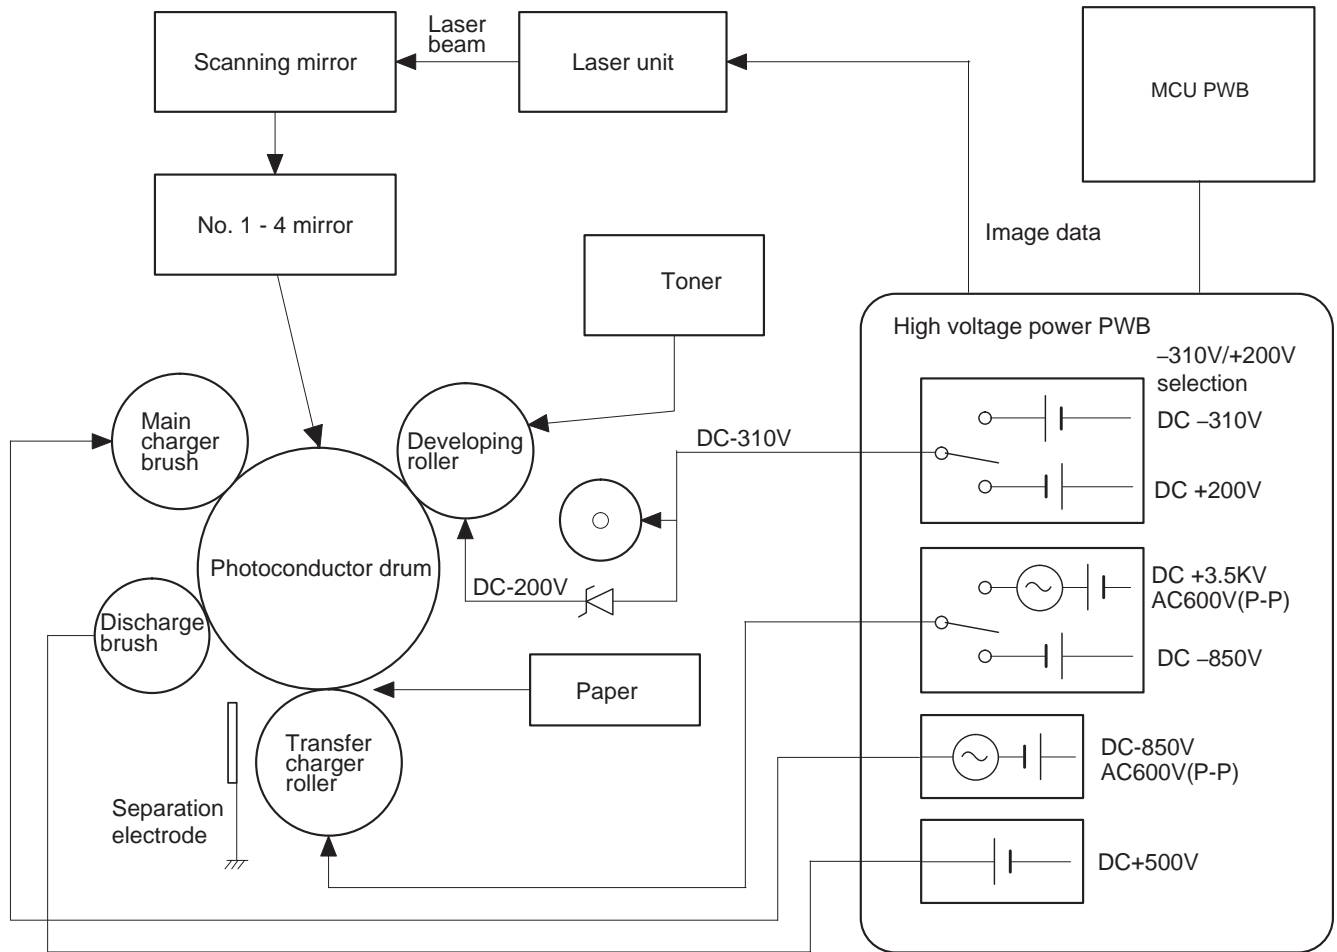 Laser
beam
Scanning mirror
Laser unit
MCU PWB
No. 1 - 4 mirror
Image data
Toner
High voltage power PWB
–310V/+200V
selection
DC –310V
DC +200V
Main
charger
brush
Developing
roller
DC-310V
Photoconductor drum
DC-200V
DC +3.5KV
AC600V(P-P)
DC –850V
Discharge
brush
Paper
Transfer
charger
roller
DC-850V
AC600V(P-P)
Separation
electrode
DC+500V